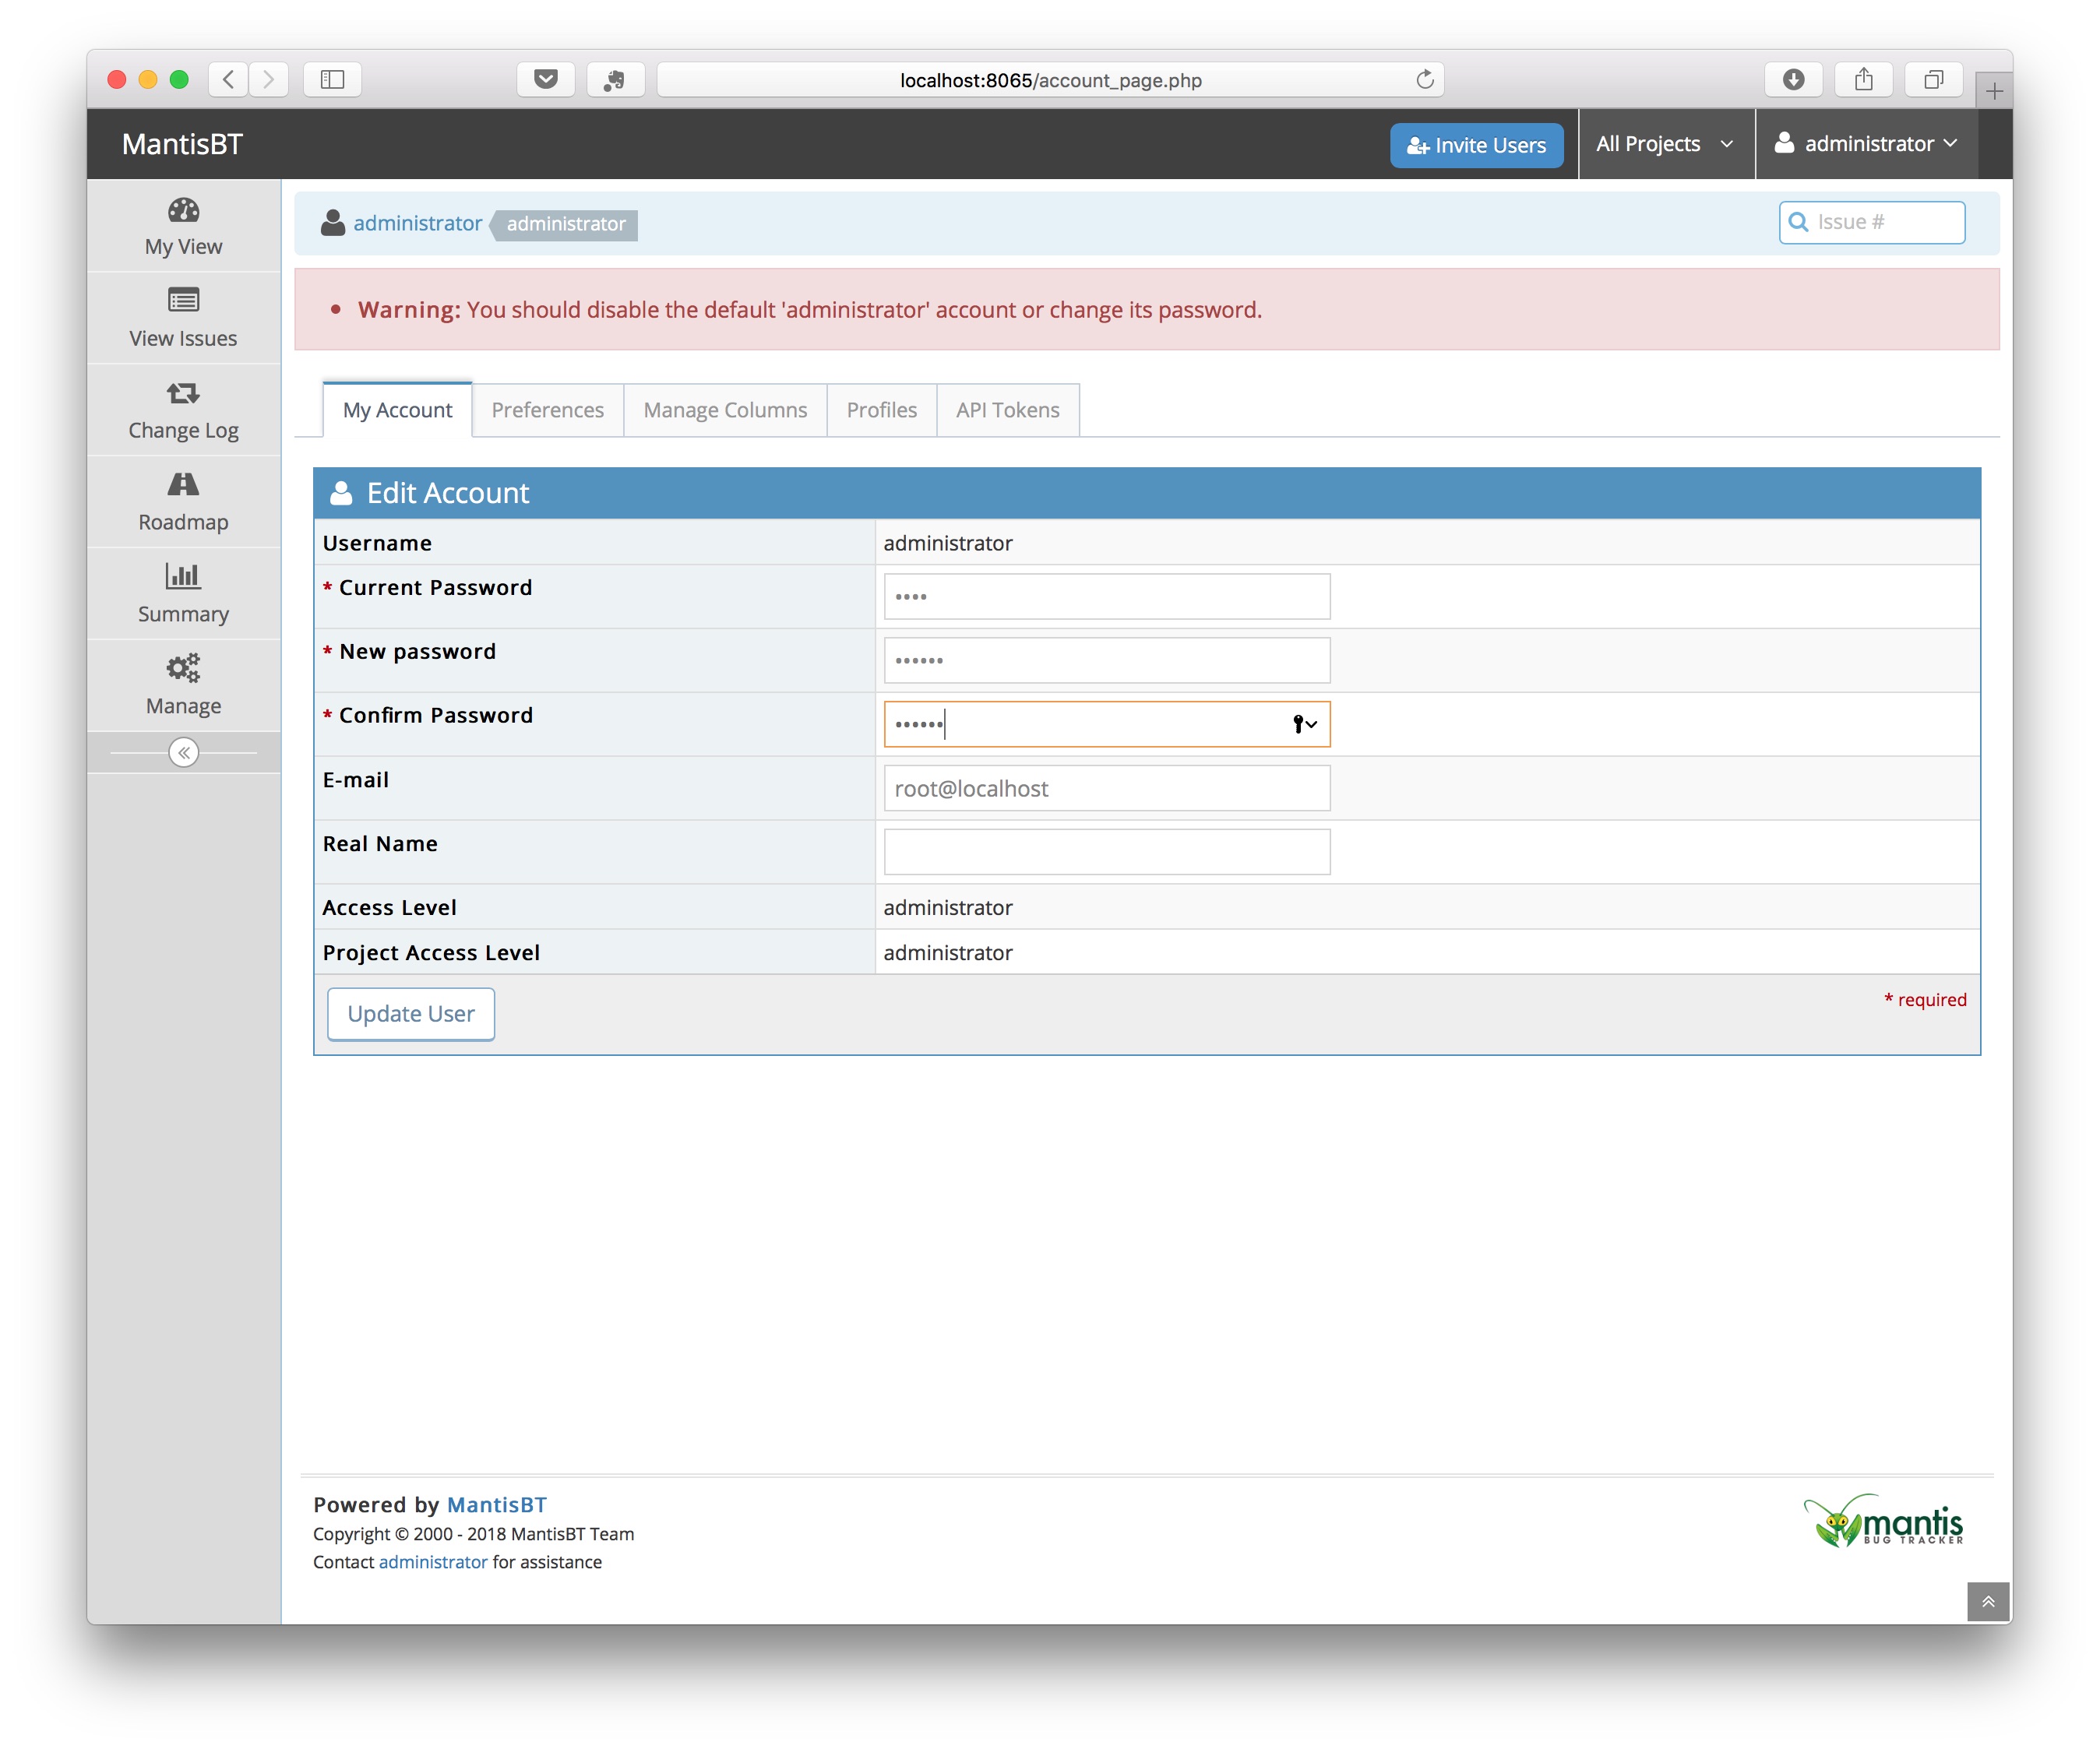 localhost:8065/account_page.php
MantisBT
Invite Users
All Projects
administrator
My View
View Issues
Change Log
Roadmap
Summary
Manage
administrator administrator
Issue #
Warning: You should disable the default 'administrator' account or change its password.
My Account Preferences Manage Columns Profiles API Tokens
Edit Account
Username administrator
* Current Password ••••
* New password ••••••
* Confirm Password ••••••
E-mail root@localhost
Real Name
Access Level administrator
Project Access Level administrator
Update User
* required
Powered by MantisBT
Copyright © 2000 - 2018 MantisBT Team
Contact administrator for assistance
mantis
BUG TRACKER